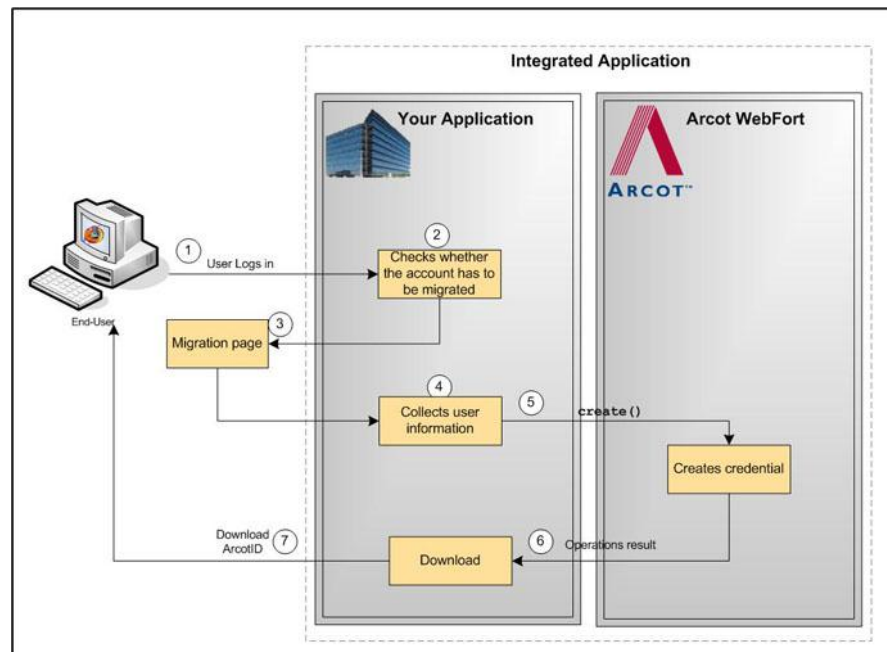 Integrated Application
Your Application
Arcot WebFort
ARCOT™
1
User Logs in
2
Checks whether
the account has to
be migrated
End-User
3
Migration page
4
Collects user
information
5
create()
Creates credential
6
Operations result
Download
7
Download
ArcotID